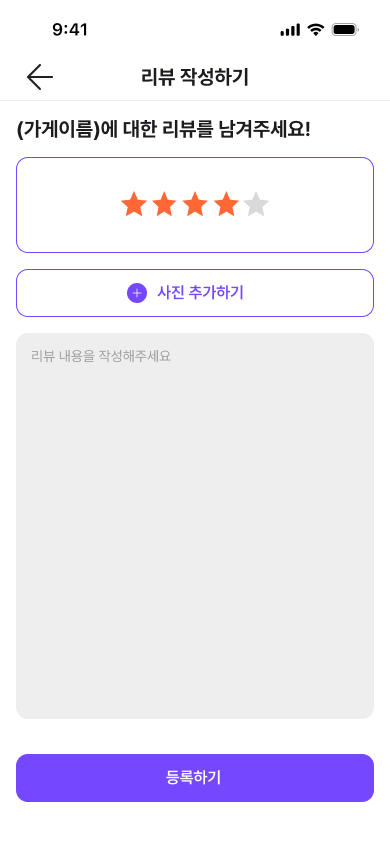 9:41
리뷰 작성하기
(가게이름)에 대한 리뷰를 남겨주세요!
사진 추가하기
리뷰 내용을 작성해주세요
등록하기